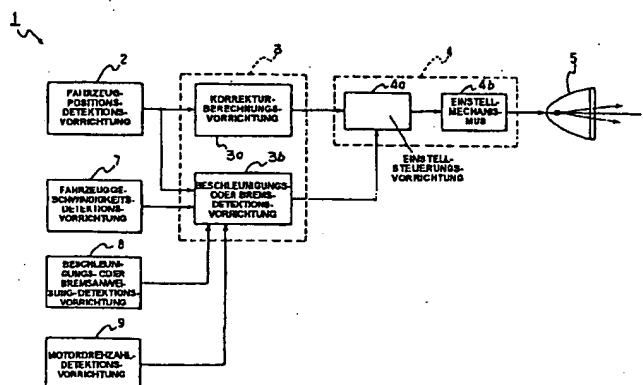 1
2
FAHRZEUG-
POSITIONS-
DETEKTIONS-
VORRICHTUNG
3
KORREKTUR-
BERECHNUNGS-
VORRICHTUNG
3a
3b
BESCHLEUNIGUNGS-
ODER BREMS-
DETEKTIONS-
VORRICHTUNG
4
4a
4b
EINSTELL-
MECHANIS-
MUS
EINSTELL-
STEUERUNGS-
VORRICHTUNG
5
7
FAHRZEUGGE-
SCHWINDIGKEITS-
DETEKTIONS-
VORRICHTUNG
8
BESCHLEUNI-
GUNGS- ODER
BREMSANWEI-
SUNG-DETEKTIONS-
VORRICHTUNG
9
MOTORDREHZAHL-
DETEKTIONS-
VORRICHTUNG